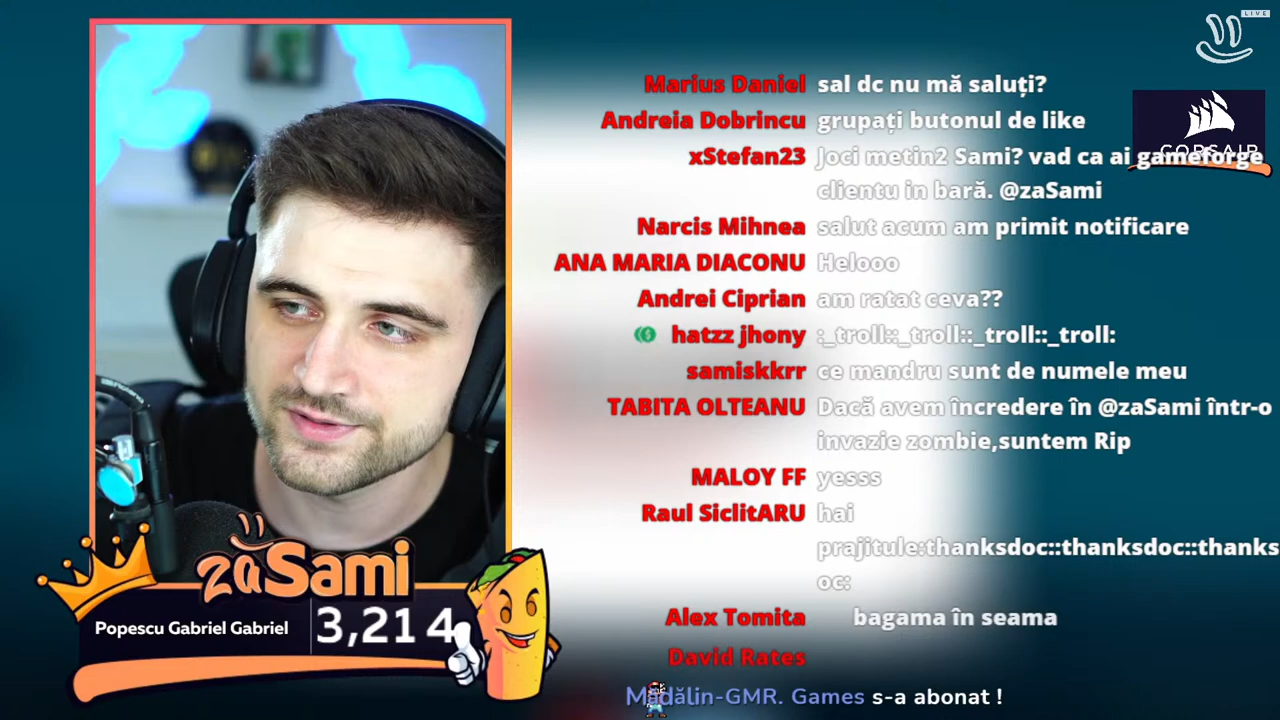 LIVE
CORSAIR
Marius Daniel sal dc nu mă saluți?
Andreia Dobrincu grupați butonul de like
xStefan23 Joci metin2 Sami? vad ca ai gameforge
clientu in bară. @zaSami
Narcis Mihnea salut acum am primit notificare
ANA MARIA DIACONU Helooo
Andrei Ciprian am ratat ceva??
hatzz jhony :_troll::_troll::_troll::_troll:
samiskkrr ce mandru sunt de numele meu
TABITA OLTEANU Dacă avem încredere în @zaSami într-o
invazie zombie,suntem Rip
MALOY FF yesss
Raul SiclitARU hai
prajitule:thanksdoc::thanksdoc::thanks
oc:
Alex Tomita bagama în seama
David Rates
Mădălin-GMR. Games s-a abonat !
zaSami
Popescu Gabriel Gabriel 3,214